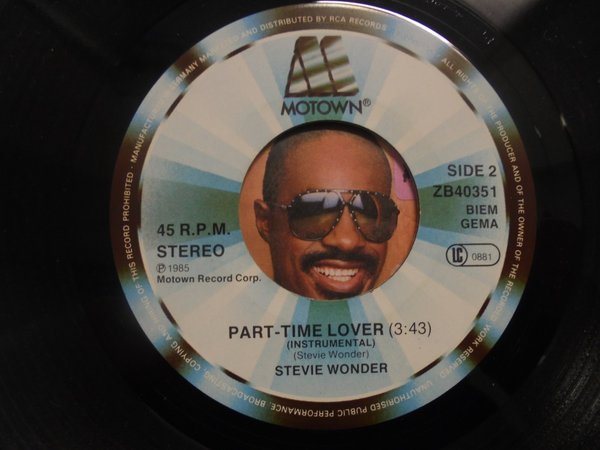 MANUFACTURED AND DISTRIBUTED BY RCA RECORDS
ALL RIGHTS OF THE PRODUCER AND OF THE OWNER OF THE RECORDED WORK RESERVED.
UNAUTHORISED PUBLIC PERFORMANCE, BROADCASTING, COPYING AND OF THIS RECORD PROHIBITED -
MOTOWN®
SIDE 2
ZB40351
BIEM
GEMA
LC 0881
45 R.P.M.
STEREO
℗ 1985
Motown Record Corp.
PART-TIME LOVER (3:43)
(INSTRUMENTAL)
(Stevie Wonder)
STEVIE WONDER